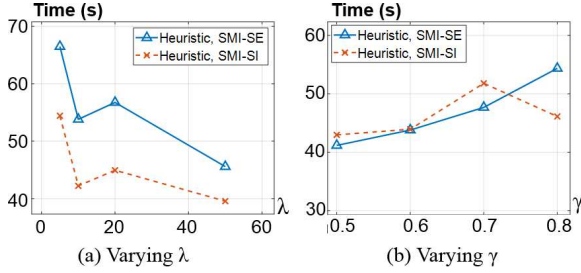 Time (s)
70
60
50
40
0
20
40
60
λ
Heuristic, SMI-SE
Heuristic, SMI-SI
(a) Varying λ
Time (s)
60
50
40
30
0.5
0.6
0.7
0.8
γ
Heuristic, SMI-SE
Heuristic, SMI-SI
(b) Varying γ